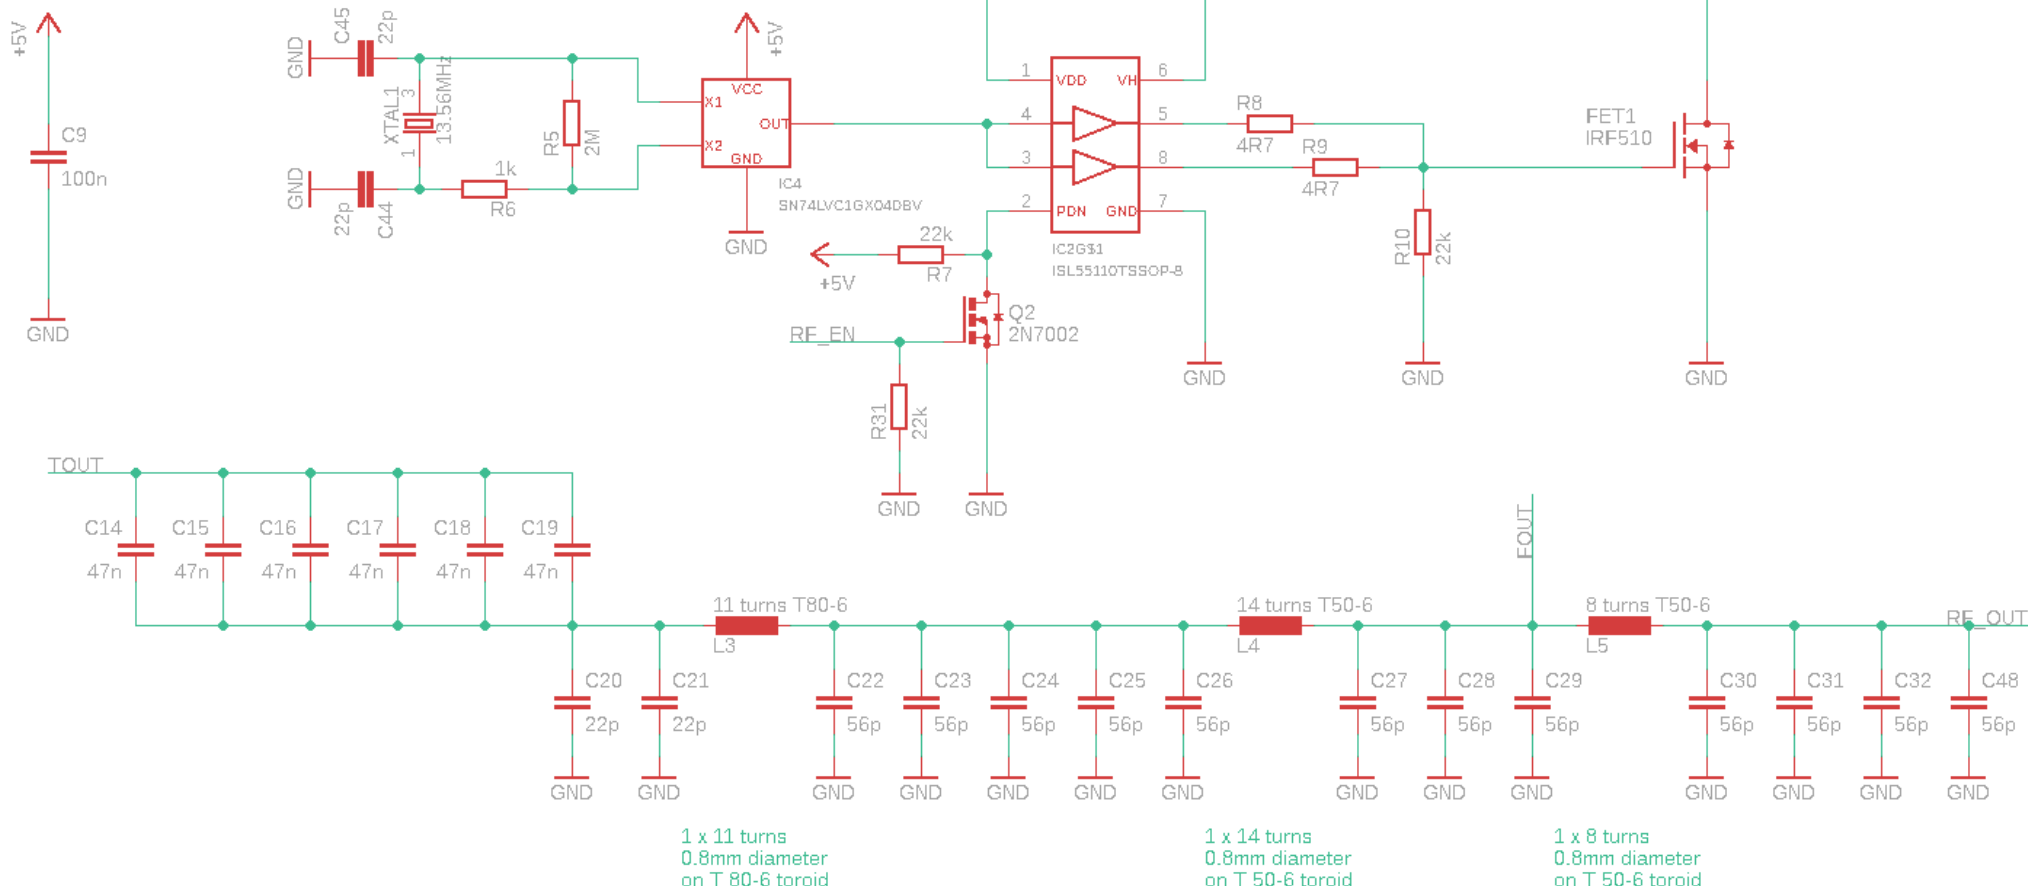 +5V
C9
100n
GND
GND
C45
22p
XTAL1
3
1
13.56MHz
GND
22p
C44
1k
R6
R5
2M
+5V
VCC
X1
OUT
X2
GND
IC4
SN74LVC1GX04DBV
GND
1
VDD
VH
6
4
5
3
8
2
PDN
GND
7
IC2G$1
ISL55110TSSOP-8
22k
R7
+5V
Q2
2N7002
RF_EN
R31
22k
GND
GND
GND
R8
4R7
R9
4R7
R10
22k
GND
FET1
IRF510
GND
TOUT
C14
47n
C15
47n
C16
47n
C17
47n
C18
47n
C19
47n
11 turns T80-6
L3
14 turns T50-6
L4
FOUT
8 turns T50-6
L5
RF_OUT
C20
22p
GND
C21
22p
GND
C22
56p
GND
C23
56p
GND
C24
56p
GND
C25
56p
GND
C26
56p
GND
C27
56p
GND
C28
56p
GND
C29
56p
GND
C30
56p
GND
C31
56p
GND
C32
56p
GND
C48
56p
GND
1 x 11 turns
0.8mm diameter
on T 80-6 toroid
1 x 14 turns
0.8mm diameter
on T 50-6 toroid
1 x 8 turns
0.8mm diameter
on T 50-6 toroid